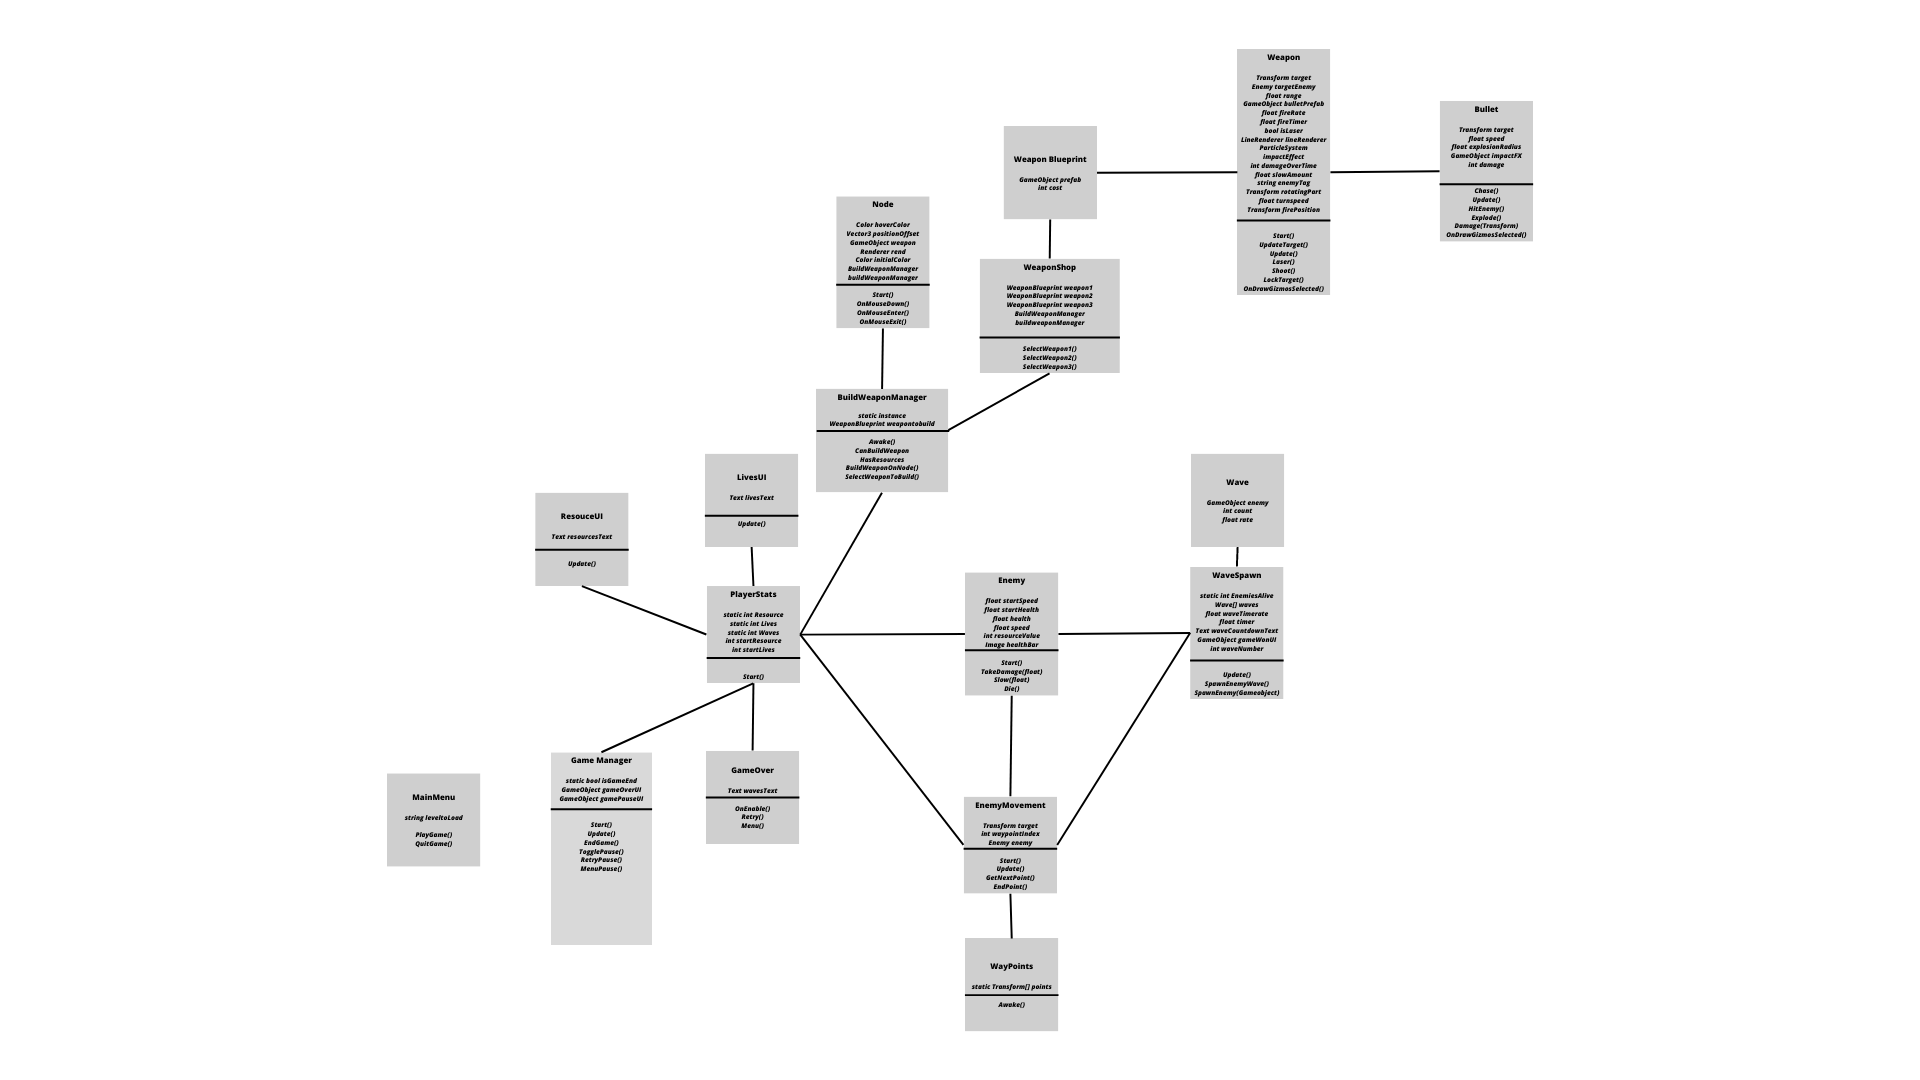 Weapon
Transform target
Enemy targetEnemy
float range
GameObject bulletPrefab
float fireRate
float fireTimer
bool isLaser
LineRenderer lineRenderer
ParticleSystem
impactEffect
int damageOverTime
float slowAmount
string enemyTag
Transform rotatingPart
float turnspeed
Transform firePosition
Start()
UpdateTarget()
Update()
Laser()
Shoot()
LockTarget()
OnDrawGizmosSelected()
Bullet
Transform target
float speed
float explosionRadius
GameObject impactFX
int damage
Chase()
Update()
HitEnemy()
Explode()
Damage(Transform)
OnDrawGizmosSelected()
Weapon Blueprint
GameObject prefab
int cost
Node
Color hoverColor
Vector3 positionOffset
GameObject weapon
Renderer rend
Color initialColor
BuildWeaponManager
buildWeaponManager
Start()
OnMouseDown()
OnMouseEnter()
OnMouseExit()
WeaponShop
WeaponBlueprint weapon1
WeaponBlueprint weapon2
WeaponBlueprint weapon3
BuildWeaponManager
buildweaponManager
SelectWeapon1()
SelectWeapon2()
SelectWeapon3()
BuildWeaponManager
static instance
WeaponBlueprint weapontobuild
Awake()
CanBuildWeapon
HasResources
BuildWeaponOnNode()
SelectWeaponToBuild()
LivesUI
Text livesText
Update()
ResouceUI
Text resourcesText
Update()
Wave
GameObject enemy
int count
float rate
PlayerStats
static int Resource
static int Lives
static int Waves
int startResource
int startLives
Start()
Enemy
float startSpeed
float startHealth
float health
float speed
int resourceValue
Image healthBar
Start()
TakeDamage(float)
Slow(float)
Die()
WaveSpawn
static int EnemiesAlive
Wave[] waves
float waveTimerate
float timer
Text waveCountdownText
GameObject gameWonUI
int waveNumber
Update()
SpawnEnemyWave()
SpawnEnemy(Gameobject)
MainMenu
string leveltoLoad
PlayGame()
QuitGame()
Game Manager
static bool isGameEnd
GameObject gameOverUI
GameObject gamePauseUI
Start()
Update()
EndGame()
TogglePause()
RetryPause()
MenuPause()
GameOver
Text wavesText
OnEnable()
Retry()
Menu()
EnemyMovement
Transform target
int waypointIndex
Enemy enemy
Start()
Update()
GetNextPoint()
EndPoint()
WayPoints
static Transform[] points
Awake()